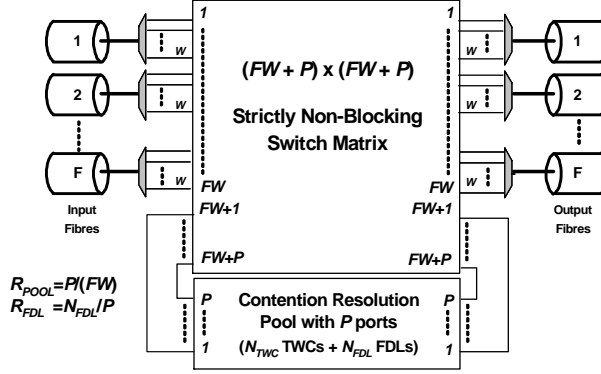 1 1
1 W (FW + P) x (FW + P) W 1
2 W Strictly Non-Blocking W 2
Switch Matrix
F W FW FW W F
Input Fibres FW+1 FW+1 Output Fibres
FW+P FW+P
R_POOL=P/(FW)
R_FDL =N_FDL/P
P Contention Resolution P
Pool with P ports
1 (N_TWC TWCs + N_FDL FDLs) 1